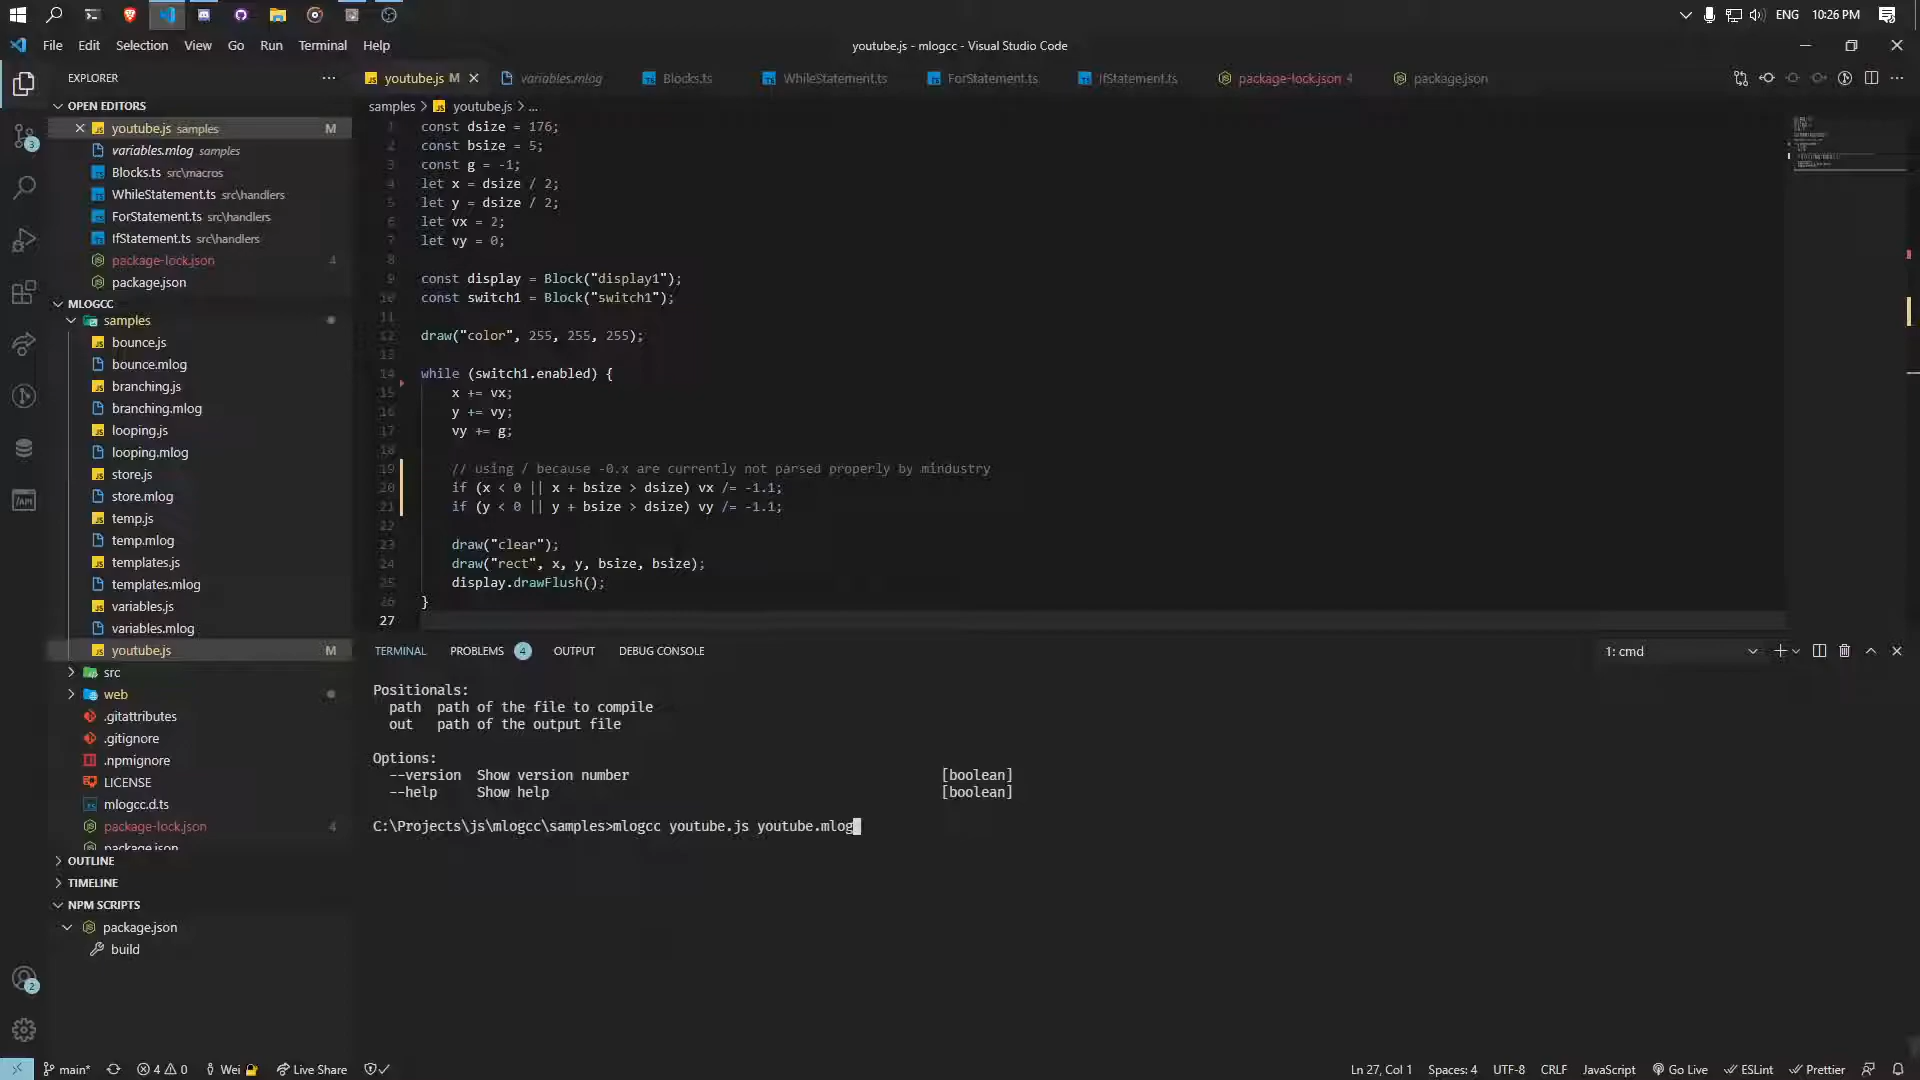 ENG
10:26 PM
File Edit Selection View Go Run Terminal Help
youtube.js - mlogcc - Visual Studio Code
EXPLORER
youtube.js M
variables.mlog
Blocks.ts
WhileStatement.ts
ForStatement.ts
IfStatement.ts
package-lock.json 4
package.json
OPEN EDITORS
youtube.js samples M
variables.mlog samples
Blocks.ts src\macros
WhileStatement.ts src\handlers
ForStatement.ts src\handlers
IfStatement.ts src\handlers
package-lock.json 4
package.json
3
MLOGCC
samples
bounce.js
bounce.mlog
branching.js
branching.mlog
looping.js
looping.mlog
store.js
store.mlog
temp.js
temp.mlog
templates.js
templates.mlog
variables.js
variables.mlog
youtube.js M
src
web
.gitattributes
.gitignore
.npmignore
LICENSE
mlogcc.d.ts
package-lock.json 4
package.json
OUTLINE
TIMELINE
NPM SCRIPTS
package.json
build
2
samples > youtube.js > ...
1 const dsize = 176;
2 const bsize = 5;
3 const g = -1;
4 let x = dsize / 2;
5 let y = dsize / 2;
6 let vx = 2;
7 let vy = 0;
8
9 const display = Block("display1");
10 const switch1 = Block("switch1");
11
12 draw("color", 255, 255, 255);
13
14 while (switch1.enabled) {
15 x += vx;
16 y += vy;
17 vy += g;
18
19 // using / because -0.x are currently not parsed properly by mindustry
20 if (x < 0 || x + bsize > dsize) vx /= -1.1;
21 if (y < 0 || y + bsize > dsize) vy /= -1.1;
22
23 draw("clear");
24 draw("rect", x, y, bsize, bsize);
25 display.drawFlush();
26 }
27
TERMINAL PROBLEMS 4 OUTPUT DEBUG CONSOLE
1: cmd
Positionals:
path path of the file to compile
out path of the output file
Options:
--version Show version number [boolean]
--help Show help [boolean]
C:\Projects\js\mlogcc\samples>mlogcc youtube.js youtube.mlog
main* 4 0 Wei Live Share
Ln 27, Col 1 Spaces: 4 UTF-8 CRLF JavaScript Go Live ESLint Prettier